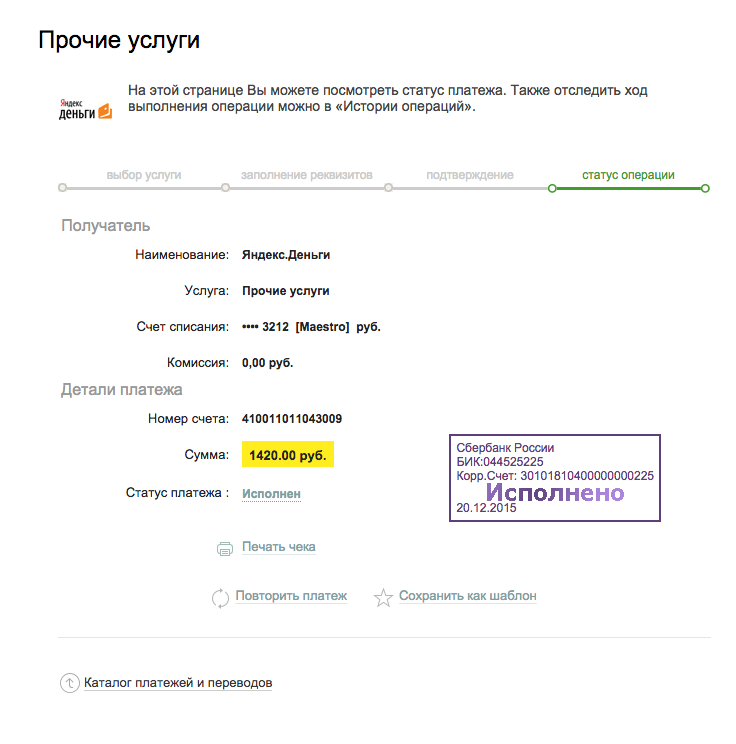 Прочие услуги
Яндекс
деньги
На этой странице Вы можете посмотреть статус платежа. Также отследить ход
выполнения операции можно в «Истории операций».
выбор услуги
заполнение реквизитов
подтверждение
статус операции
Получатель
Наименование: Яндекс.Деньги
Услуга: Прочие услуги
Счет списания: •••• 3212 [Maestro] руб.
Комиссия: 0,00 руб.
Детали платежа
Номер счета: 410011011043009
Сумма: 1420.00 руб.
Статус платежа : Исполнен
Сбербанк России
БИК:044525225
Корр.Счет: 30101810400000000225
Исполнено
20.12.2015
Печать чека
Повторить платеж
Сохранить как шаблон
Каталог платежей и переводов